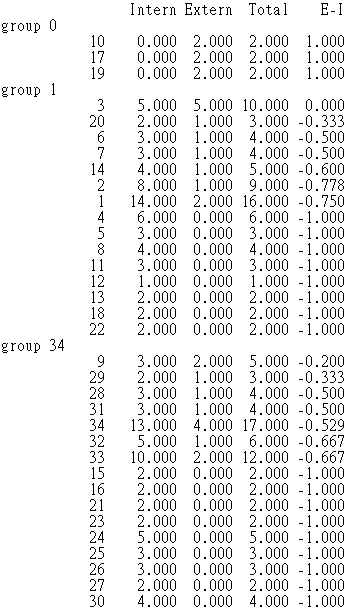 Intern Extern Total E-I
group 0
10 0.000 2.000 2.000 1.000
17 0.000 2.000 2.000 1.000
19 0.000 2.000 2.000 1.000
group 1
3 5.000 5.000 10.000 0.000
20 2.000 1.000 3.000 -0.333
6 3.000 1.000 4.000 -0.500
7 3.000 1.000 4.000 -0.500
14 4.000 1.000 5.000 -0.600
2 8.000 1.000 9.000 -0.778
1 14.000 2.000 16.000 -0.750
4 6.000 0.000 6.000 -1.000
5 3.000 0.000 3.000 -1.000
8 4.000 0.000 4.000 -1.000
11 3.000 0.000 3.000 -1.000
12 1.000 0.000 1.000 -1.000
13 2.000 0.000 2.000 -1.000
18 2.000 0.000 2.000 -1.000
22 2.000 0.000 2.000 -1.000
group 34
9 3.000 2.000 5.000 -0.200
29 2.000 1.000 3.000 -0.333
28 3.000 1.000 4.000 -0.500
31 3.000 1.000 4.000 -0.500
34 13.000 4.000 17.000 -0.529
32 5.000 1.000 6.000 -0.667
33 10.000 2.000 12.000 -0.667
15 2.000 0.000 2.000 -1.000
16 2.000 0.000 2.000 -1.000
21 2.000 0.000 2.000 -1.000
23 2.000 0.000 2.000 -1.000
24 5.000 0.000 5.000 -1.000
25 3.000 0.000 3.000 -1.000
26 3.000 0.000 3.000 -1.000
27 2.000 0.000 2.000 -1.000
30 4.000 0.000 4.000 -1.000